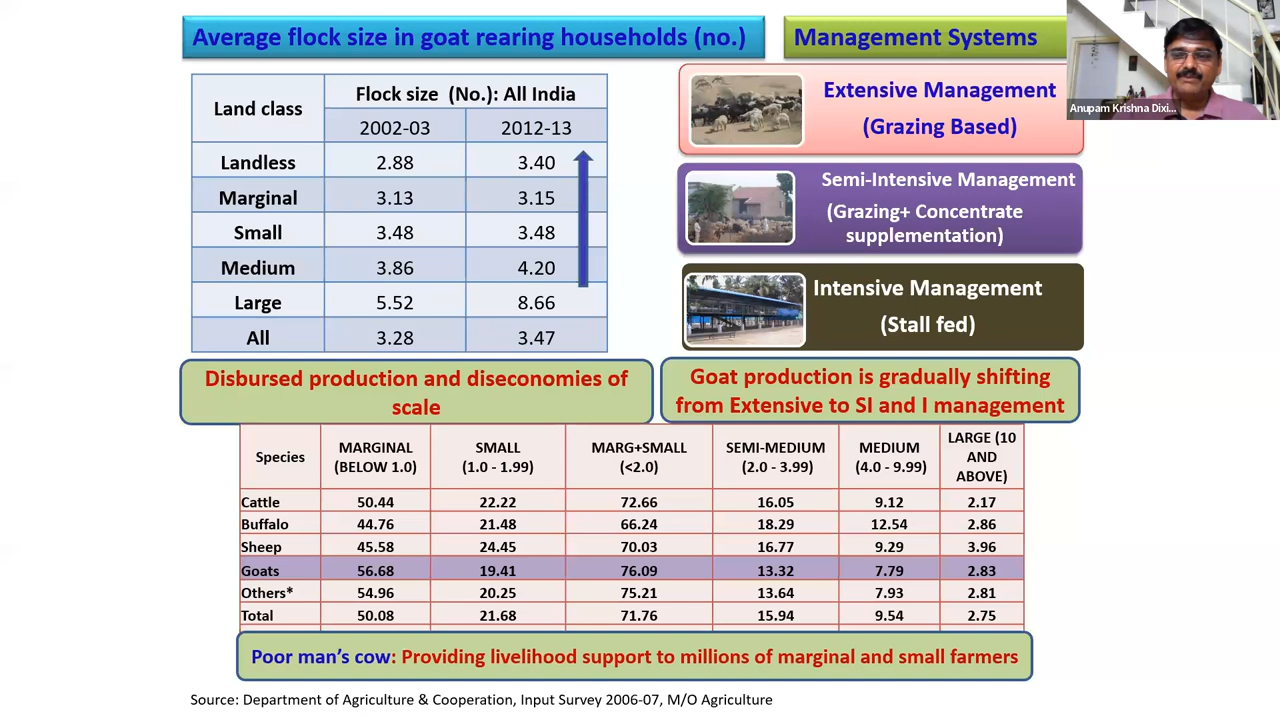 Average flock size in goat rearing households (no.)
Management Systems
Anupam Krishna Dixi...
Land class
Flock size (No.): All India
2002-03 2012-13
Landless 2.88 3.40
Marginal 3.13 3.15
Small 3.48 3.48
Medium 3.86 4.20
Large 5.52 8.66
All 3.28 3.47
Extensive Management
(Grazing Based)
Semi-Intensive Management
(Grazing+ Concentrate
supplementation)
Intensive Management
(Stall fed)
Disbursed production and diseconomies of
scale
Goat production is gradually shifting
from Extensive to SI and I management
Species MARGINAL (BELOW 1.0) SMALL (1.0 - 1.99) MARG+SMALL (<2.0) SEMI-MEDIUM (2.0 - 3.99) MEDIUM (4.0 - 9.99) LARGE (10 AND ABOVE)
Cattle 50.44 22.22 72.66 16.05 9.12 2.17
Buffalo 44.76 21.48 66.24 18.29 12.54 2.86
Sheep 45.58 24.45 70.03 16.77 9.29 3.96
Goats 56.68 19.41 76.09 13.32 7.79 2.83
Others* 54.96 20.25 75.21 13.64 7.93 2.81
Total 50.08 21.68 71.76 15.94 9.54 2.75
Poor man's cow: Providing livelihood support to millions of marginal and small farmers
Source: Department of Agriculture & Cooperation, Input Survey 2006-07, M/O Agriculture